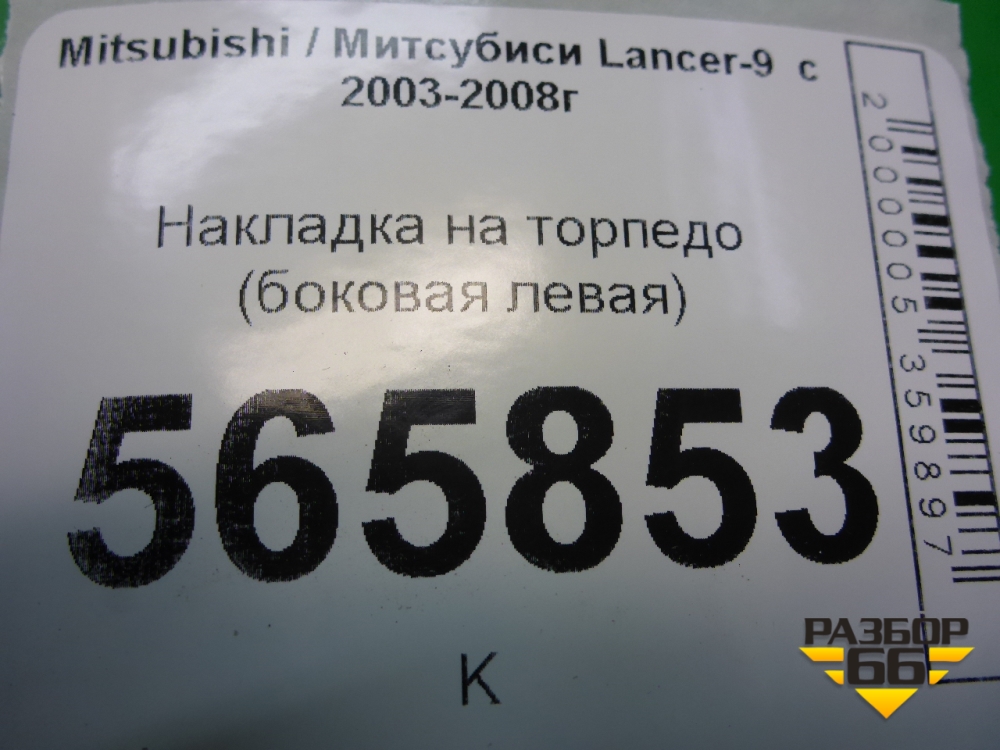 Mitsubishi / Митсубиси Lancer-9 с
2003-2008г
Накладка на торпедо
(боковая левая)
565853
К
2000005359897
РАЗБОР
66